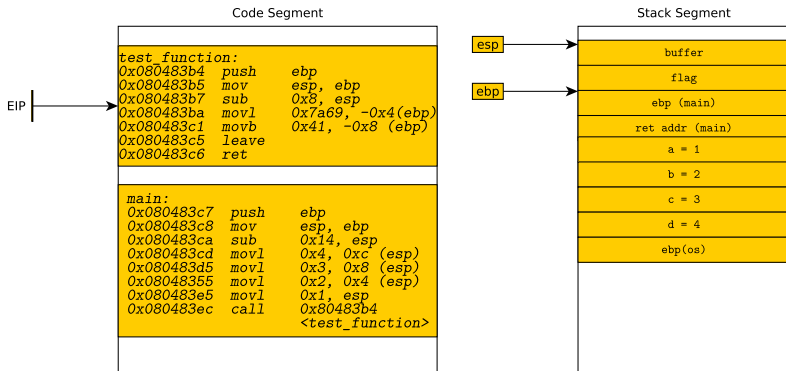 Code Segment
test_function:
0x080483b4 push ebp
0x080483b5 mov esp, ebp
0x080483b7 sub 0x8, esp
0x080483ba movl 0x7a69, -0x4(ebp)
0x080483c1 movb 0x41, -0x8 (ebp)
0x080483c5 leave
0x080483c6 ret
EIP
main:
0x080483c7 push ebp
0x080483c8 mov esp, ebp
0x080483ca sub 0x14, esp
0x080483cd movl 0x4, 0xc (esp)
0x080483d5 movl 0x3, 0x8 (esp)
0x08048355 movl 0x2, 0x4 (esp)
0x080483e5 movl 0x1, esp
0x080483ec call 0x80483b4
<test_function>
Stack Segment
esp
ebp
buffer
flag
ebp (main)
ret addr (main)
a = 1
b = 2
c = 3
d = 4
ebp(os)